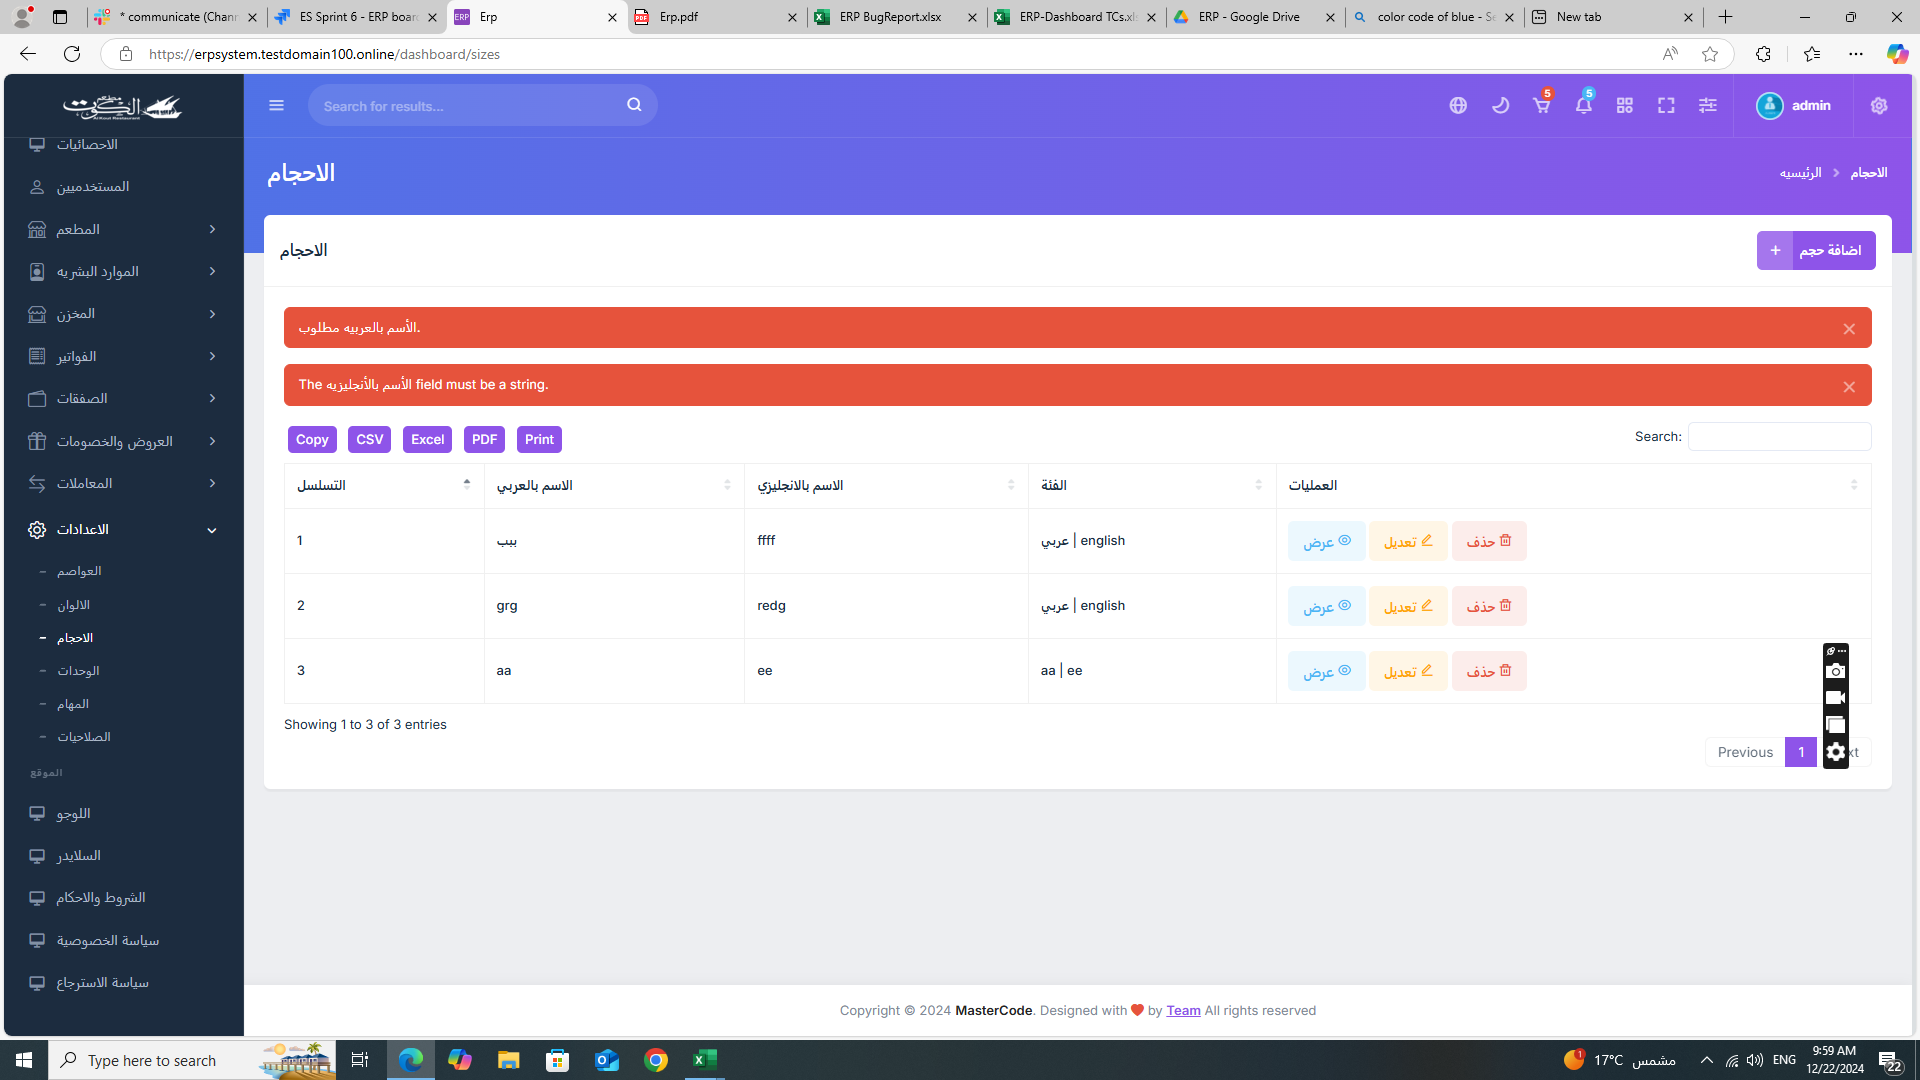 * communicate (Chann
ES Sprint 6 - ERP boar
Erp
Erp.pdf
ERP BugReport.xlsx
ERP-Dashboard TCs.xls
ERP - Google Drive
color code of blue - Se
New tab
https://erpsystem.testdomain100.online/dashboard/sizes
الكوت
Search for results...
5
5
admin
الاحصائيات
المستخدميين
المطعم
الموارد البشريه
المخزن
الفواتير
الصفقات
العروض والخصومات
المعاملات
الاعدادات
العواصم
الالوان
الاحجام
الوحدات
المهام
الصلاحيات
الموقع
اللوجو
السلايدر
الشروط والاحكام
سياسة الخصوصية
سياسة الاسترجاع
الاحجام
الرئيسيه > الاحجام
الاحجام
+ اضافة حجم
الأسم بالعربيه مطلوب.
The الأسم بالأنجليزيه field must be a string.
Copy CSV Excel PDF Print
Search:
التسلسل الاسم بالعربي الاسم بالانجليزي الفئة العمليات
1 ببب ffff عربي | english عرض تعديل حذف
2 grg redg عربي | english عرض تعديل حذف
3 aa ee aa | ee عرض تعديل حذف
Showing 1 to 3 of 3 entries
Previous 1 xt
Copyright © 2024 MasterCode. Designed with ❤ by Team All rights reserved
Type here to search
1
17°C مشمس
ENG
9:59 AM
12/22/2024
22